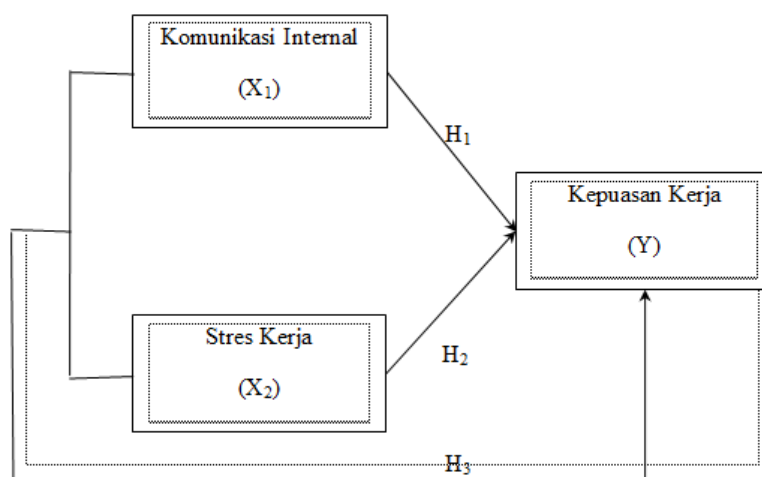 Komunikasi Internal
(X₁)
H₁
Kepuasan Kerja
(Y)
Stres Kerja
(X₂)
H₂
H₃